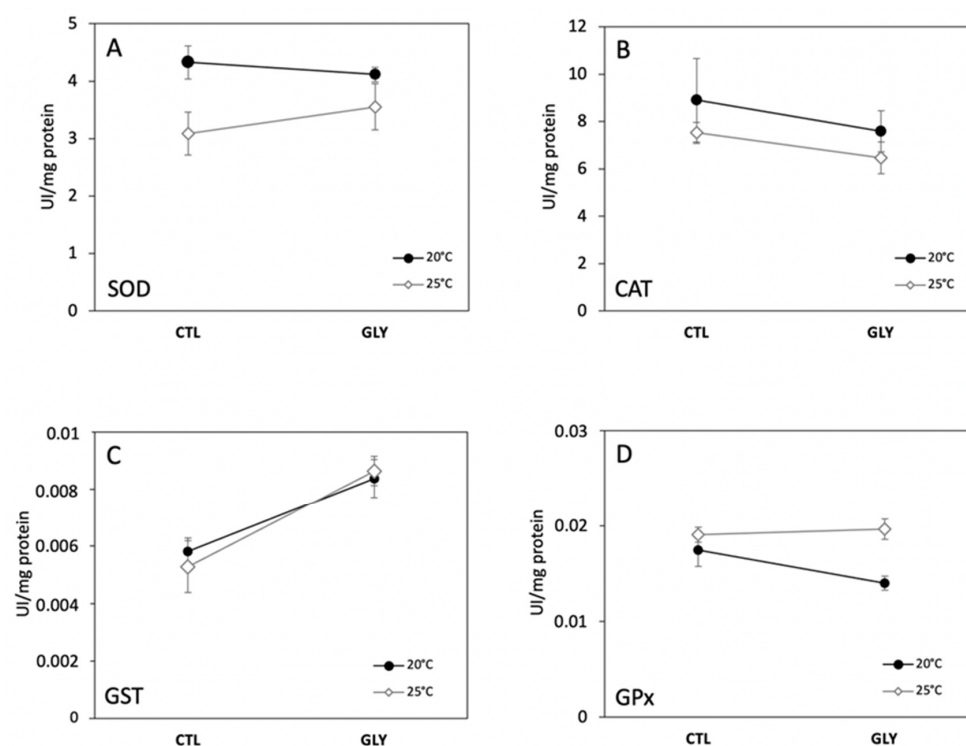 A
UI/mg protein
5
4
3
2
1
0
20°C
25°C
SOD
CTL GLY
B
UI/mg protein
12
10
8
6
4
2
0
20°C
25°C
CAT
CTL GLY
C
UI/mg protein
0.01
0.008
0.006
0.004
0.002
0
20°C
25°C
GST
CTL GLY
D
UI/mg protein
0.03
0.02
0.01
0
20°C
25°C
GPx
CTL GLY